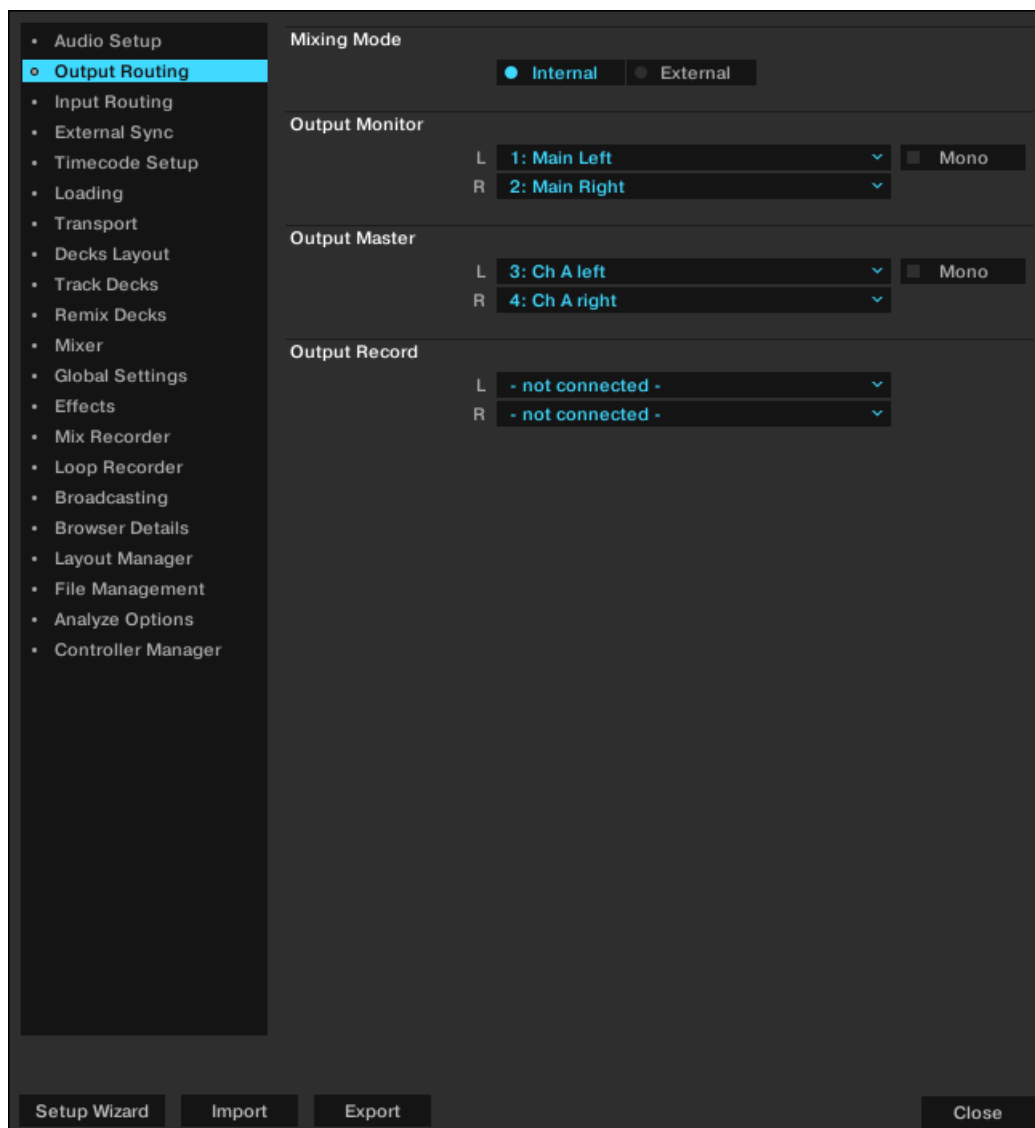 Audio Setup
Output Routing
Input Routing
External Sync
Timecode Setup
Loading
Transport
Decks Layout
Track Decks
Remix Decks
Mixer
Global Settings
Effects
Mix Recorder
Loop Recorder
Broadcasting
Browser Details
Layout Manager
File Management
Analyze Options
Controller Manager
Mixing Mode
Internal External
Output Monitor
L 1: Main Left Mono
R 2: Main Right
Output Master
L 3: Ch A left Mono
R 4: Ch A right
Output Record
L - not connected -
R - not connected -
Setup Wizard Import Export Close